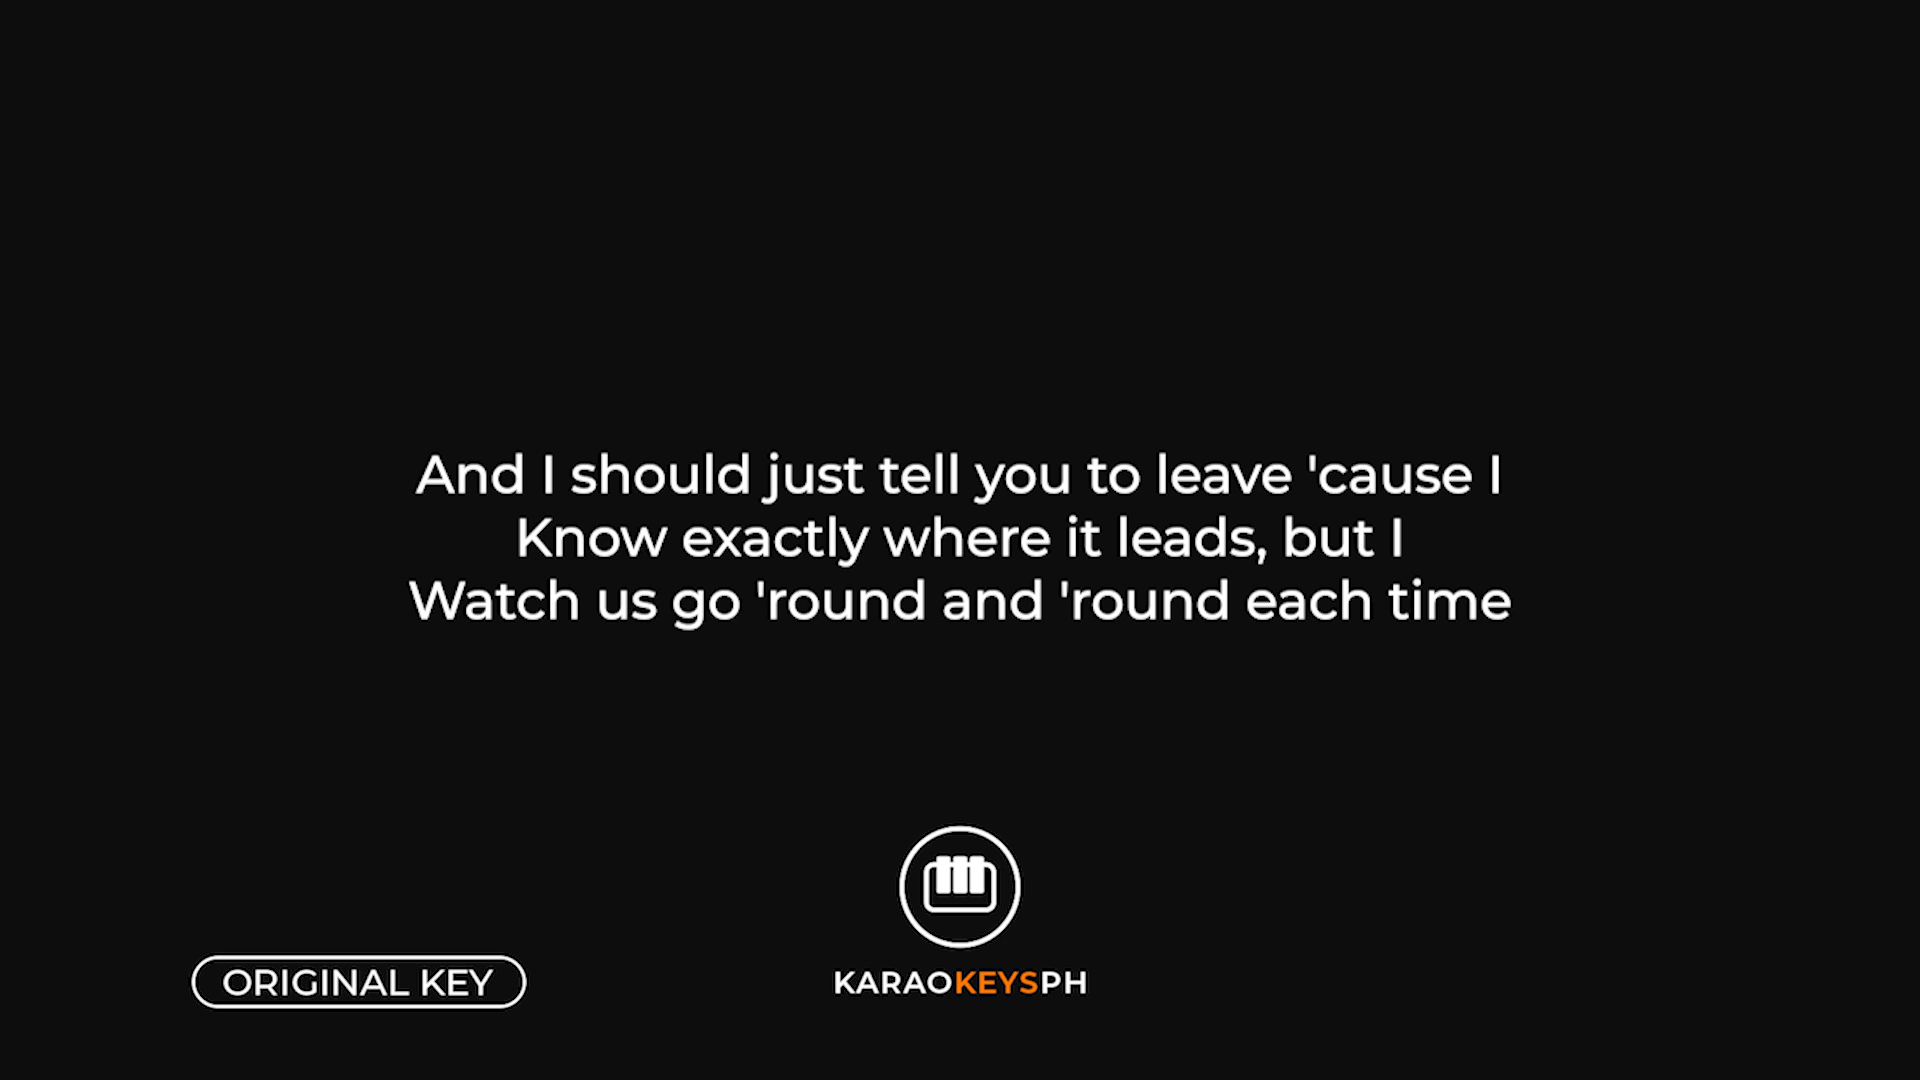 And I should just tell you to leave 'cause I
Know exactly where it leads, but I
Watch us go 'round and 'round each time
ORIGINAL KEY
KARAOKEYSPH